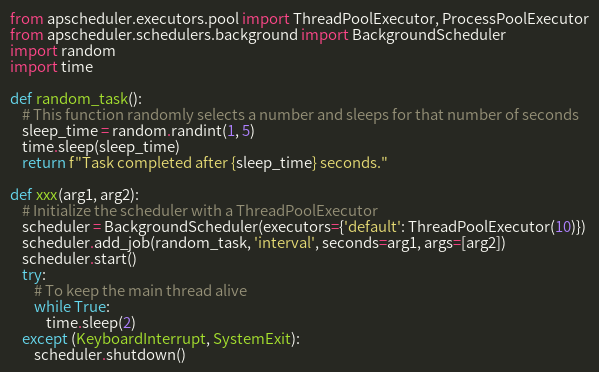 from apscheduler.executors.pool import ThreadPoolExecutor, ProcessPoolExecutor
from apscheduler.schedulers.background import BackgroundScheduler
import random
import time

def random_task():
    # This function randomly selects a number and sleeps for that number of seconds
    sleep_time = random.randint(1, 5)
    time.sleep(sleep_time)
    return f"Task completed after {sleep_time} seconds."

def xxx(arg1, arg2):
    # Initialize the scheduler with a ThreadPoolExecutor
    scheduler = BackgroundScheduler(executors={'default': ThreadPoolExecutor(10)})
    scheduler.add_job(random_task, 'interval', seconds=arg1, args=[arg2])
    scheduler.start()
    try:
        # To keep the main thread alive
        while True:
            time.sleep(2)
    except (KeyboardInterrupt, SystemExit):
        scheduler.shutdown()